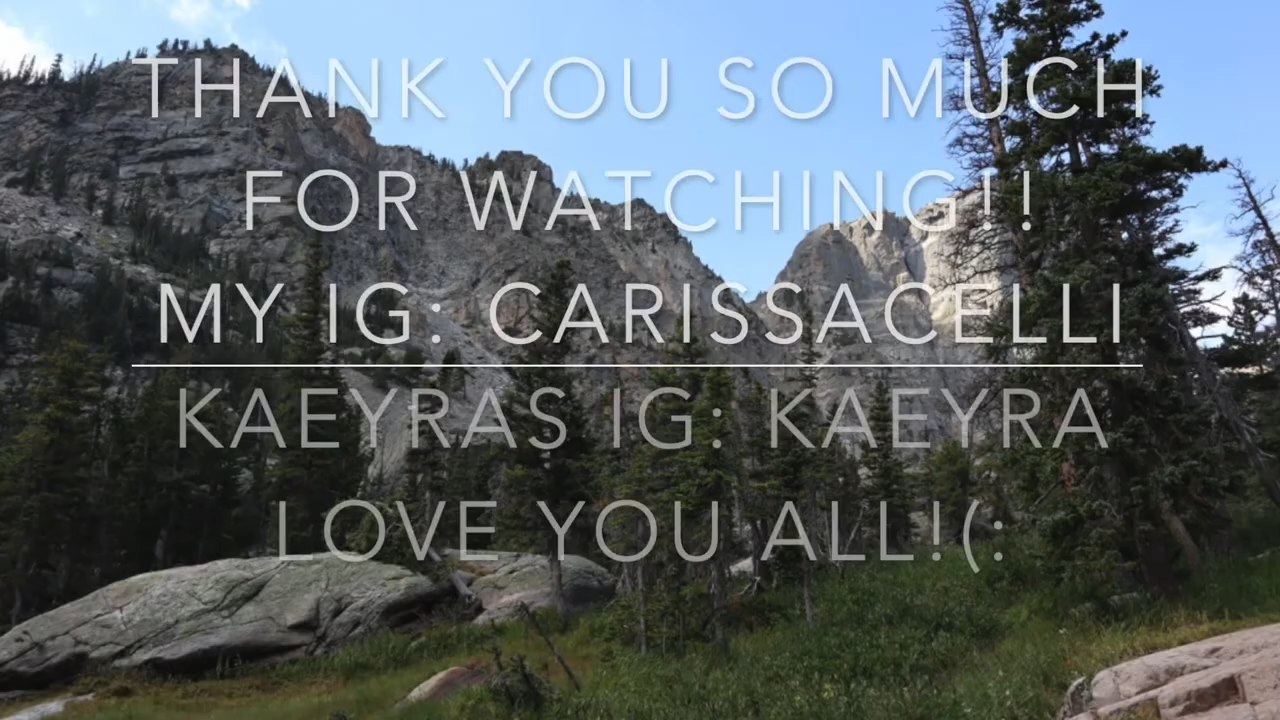 THANK YOU SO MUCH
FOR WATCHING!!
MY IG: CARISSACELLI
KAEYRAS IG: KAEYRA
LOVE YOU ALL!(: